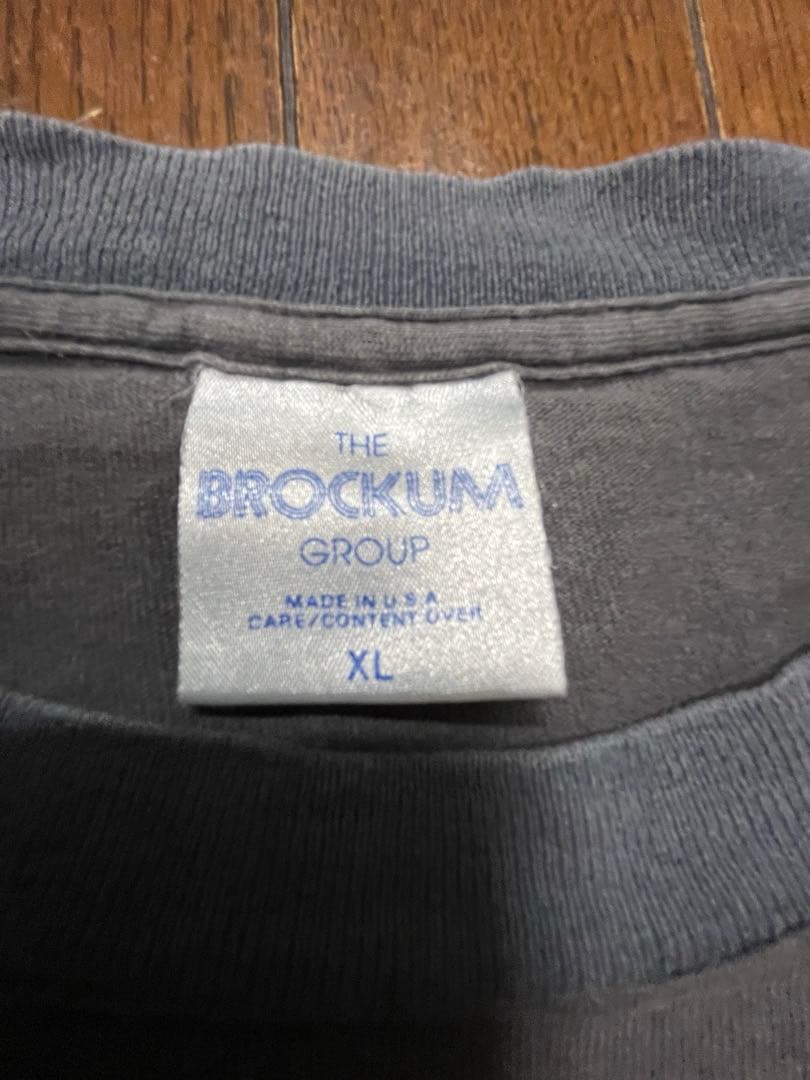 THE
BROCKUM
GROUP
MADE IN U.S.A
CARE/CONTENT OVER
XL